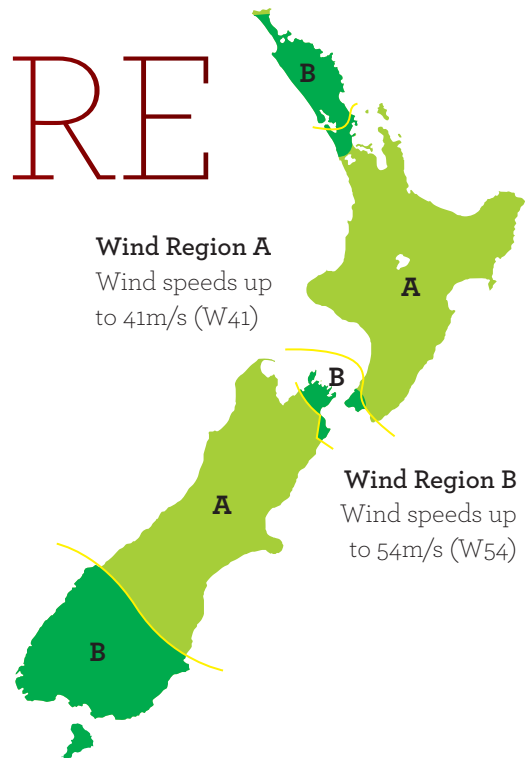 RE
B
Wind Region A
Wind speeds up
to 41m/s (W41)
A
B
Wind Region B
Wind speeds up
to 54m/s (W54)
A
B